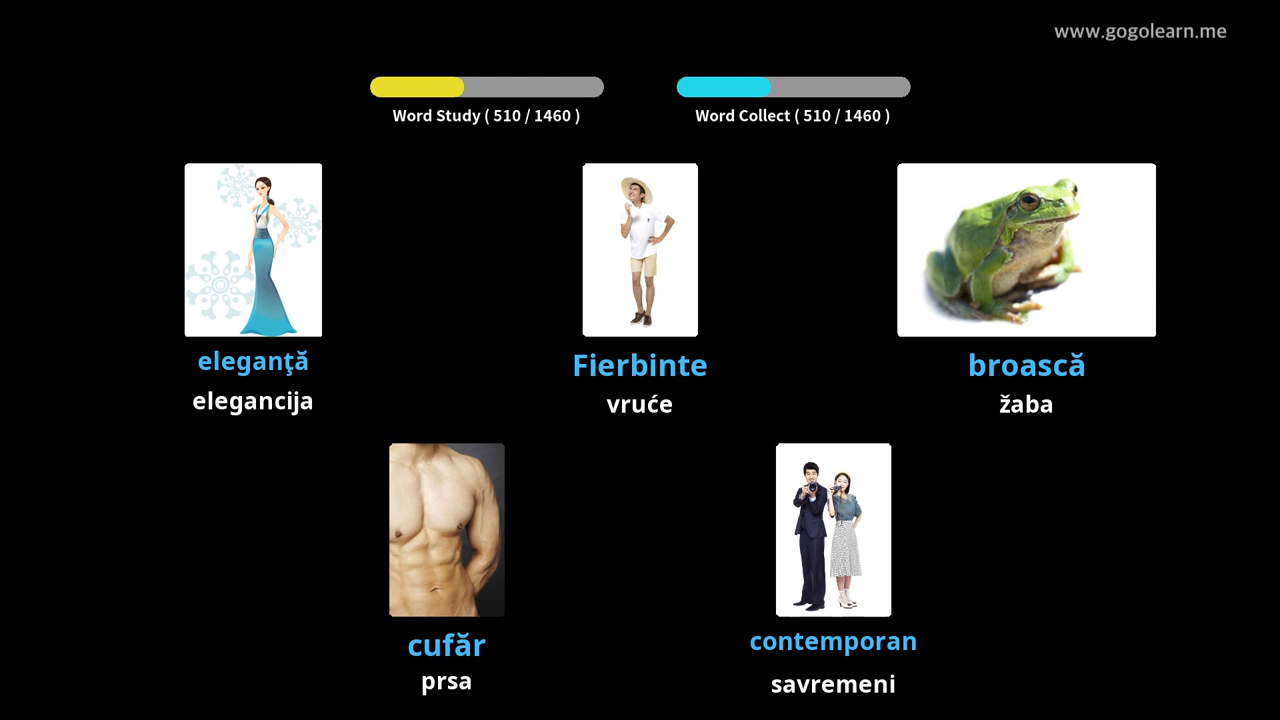 www.gogolearn.me
Word Study ( 510 / 1460 )
Word Collect ( 510 / 1460 )
eleganţă
elegancija
Fierbinte
vruće
broască
žaba
cufăr
prsa
contemporan
savremeni